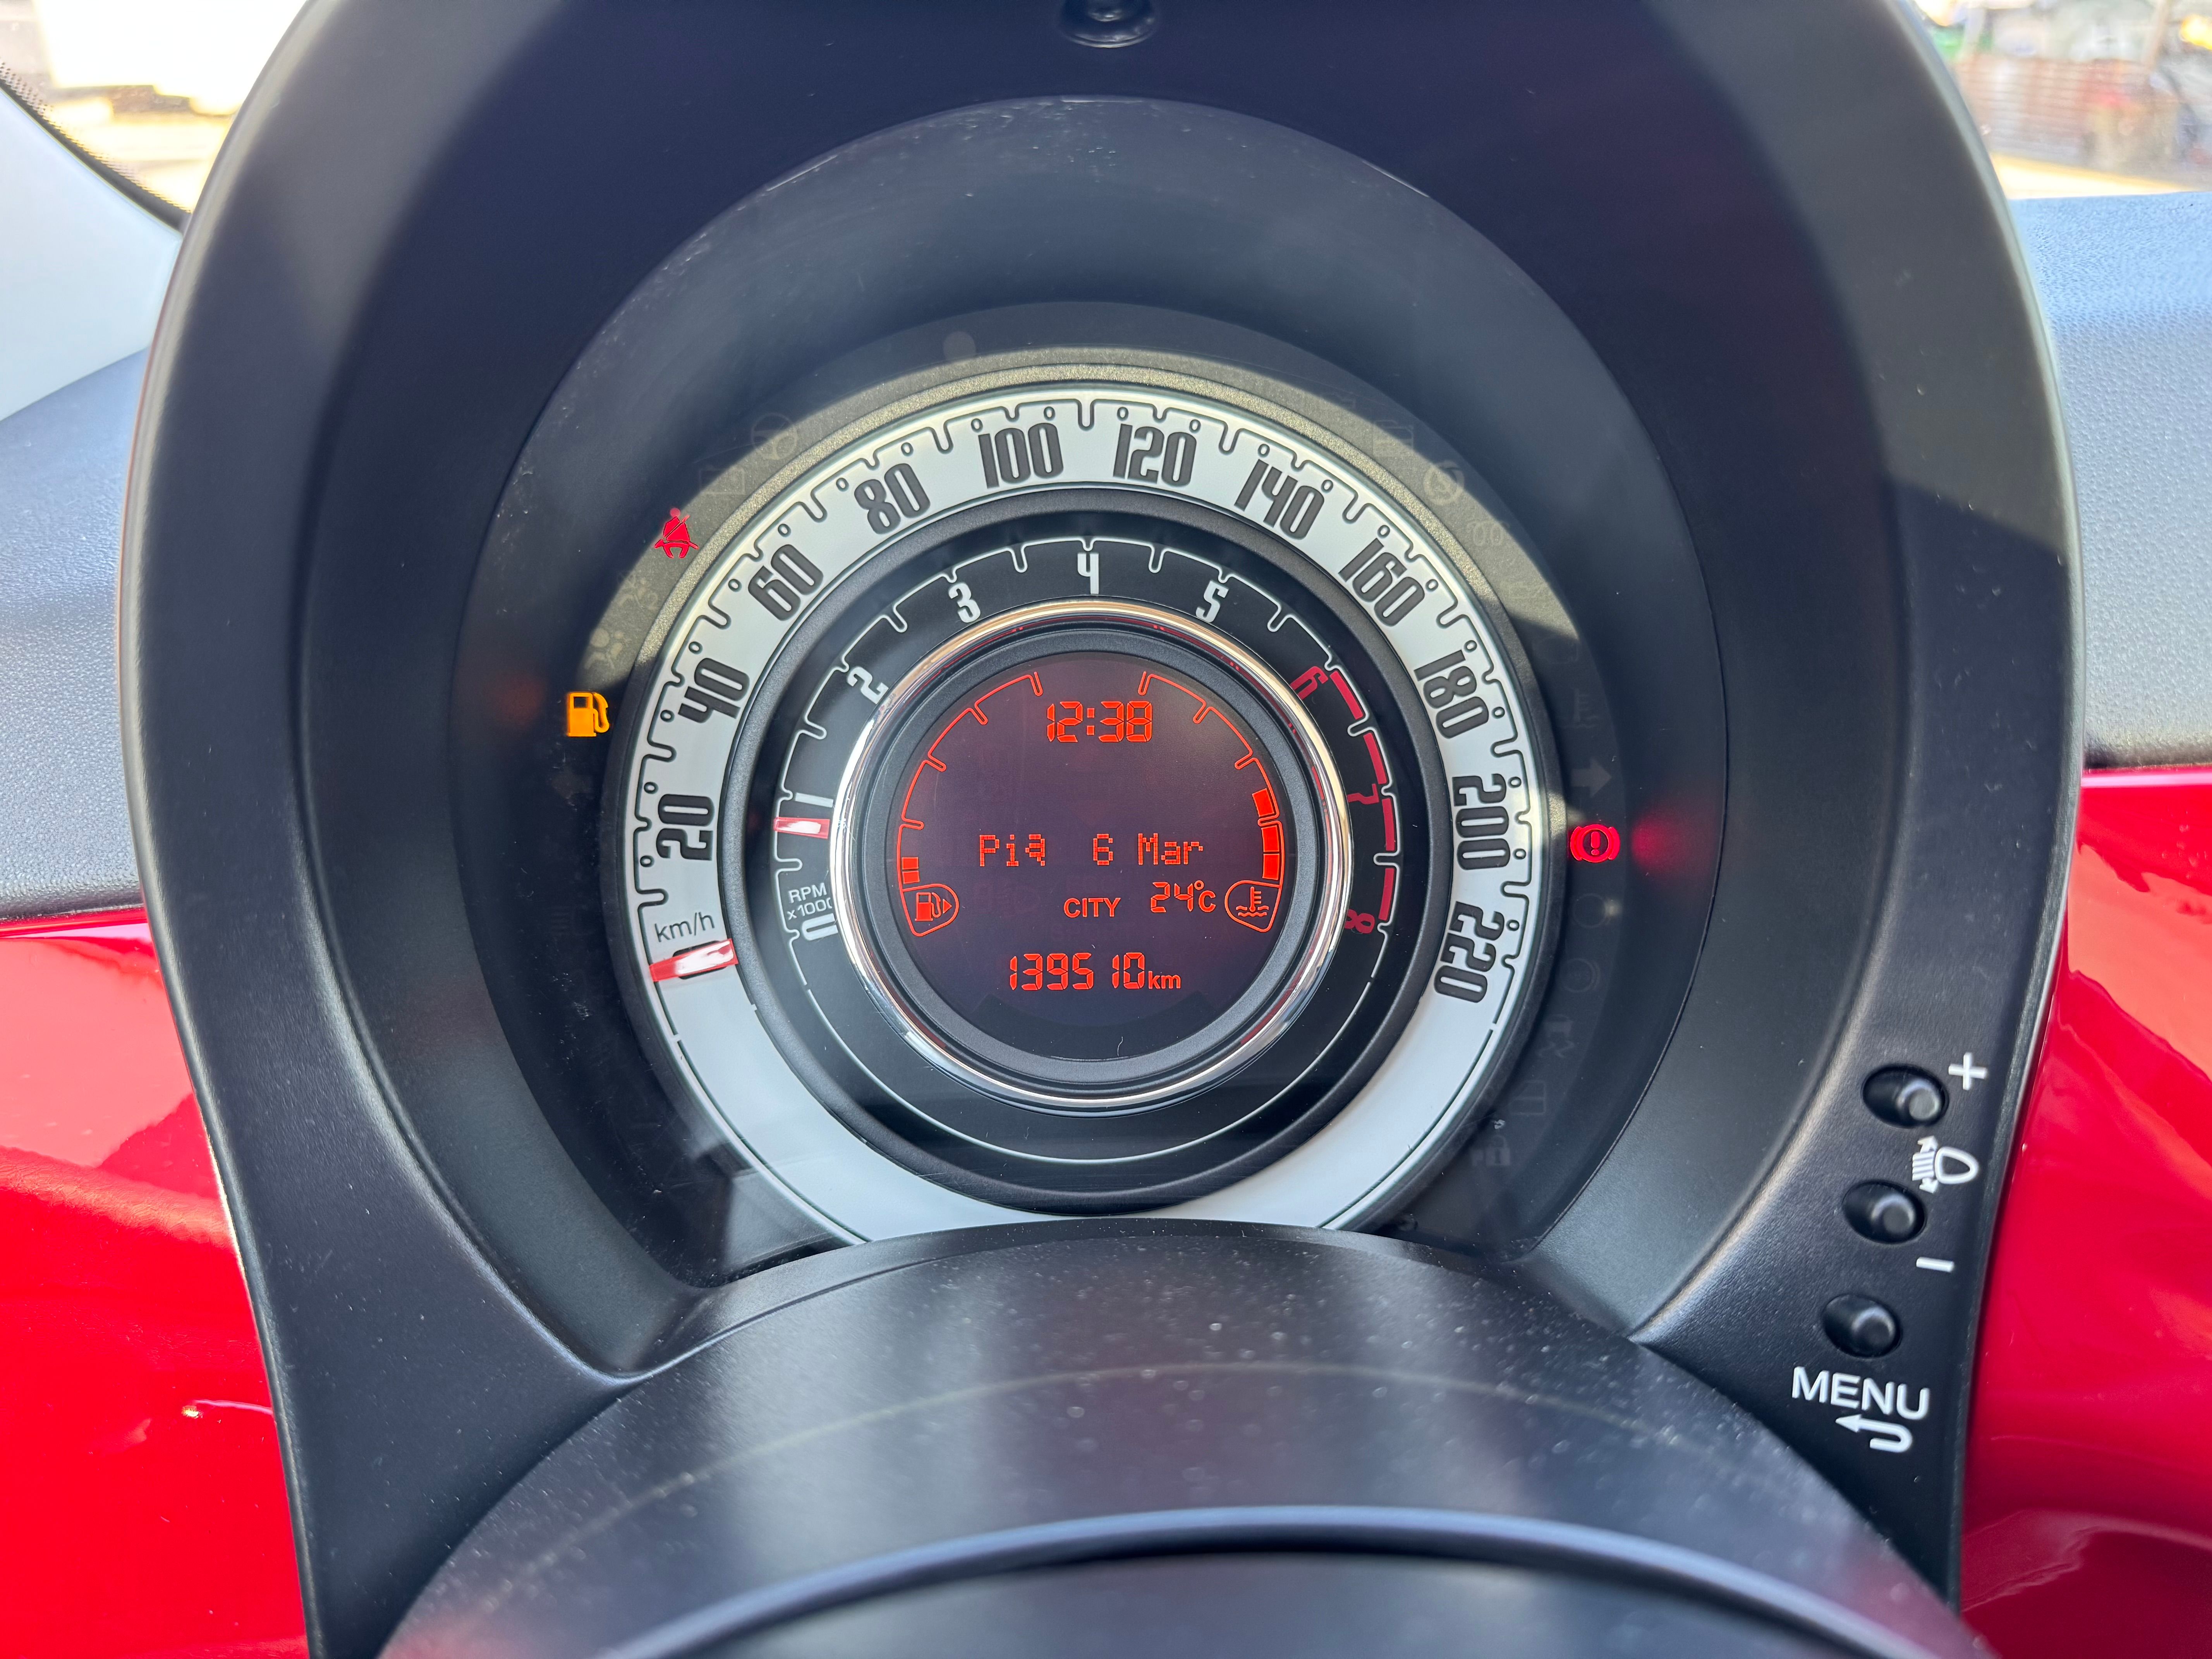 20 40 60 80 100 120 140 160 180 200 220
km/h
0 1 2 3 4 5 6 7 8
RPM
x1000
12:38
Pią 6 Mar
CITY 24°C
139510km
+
−
MENU